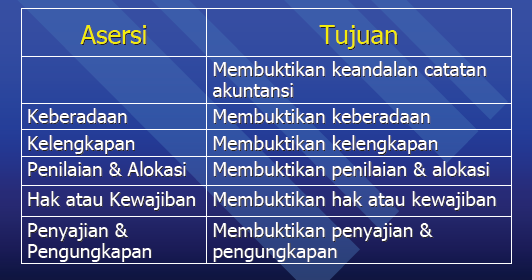 Asersi Tujuan
Membuktikan keandalan catatan
akuntansi
Keberadaan Membuktikan keberadaan
Kelengkapan Membuktikan kelengkapan
Penilaian & Alokasi Membuktikan penilaian & alokasi
Hak atau Kewajiban Membuktikan hak atau kewajiban
Penyajian & Membuktikan penyajian &
Pengungkapan pengungkapan